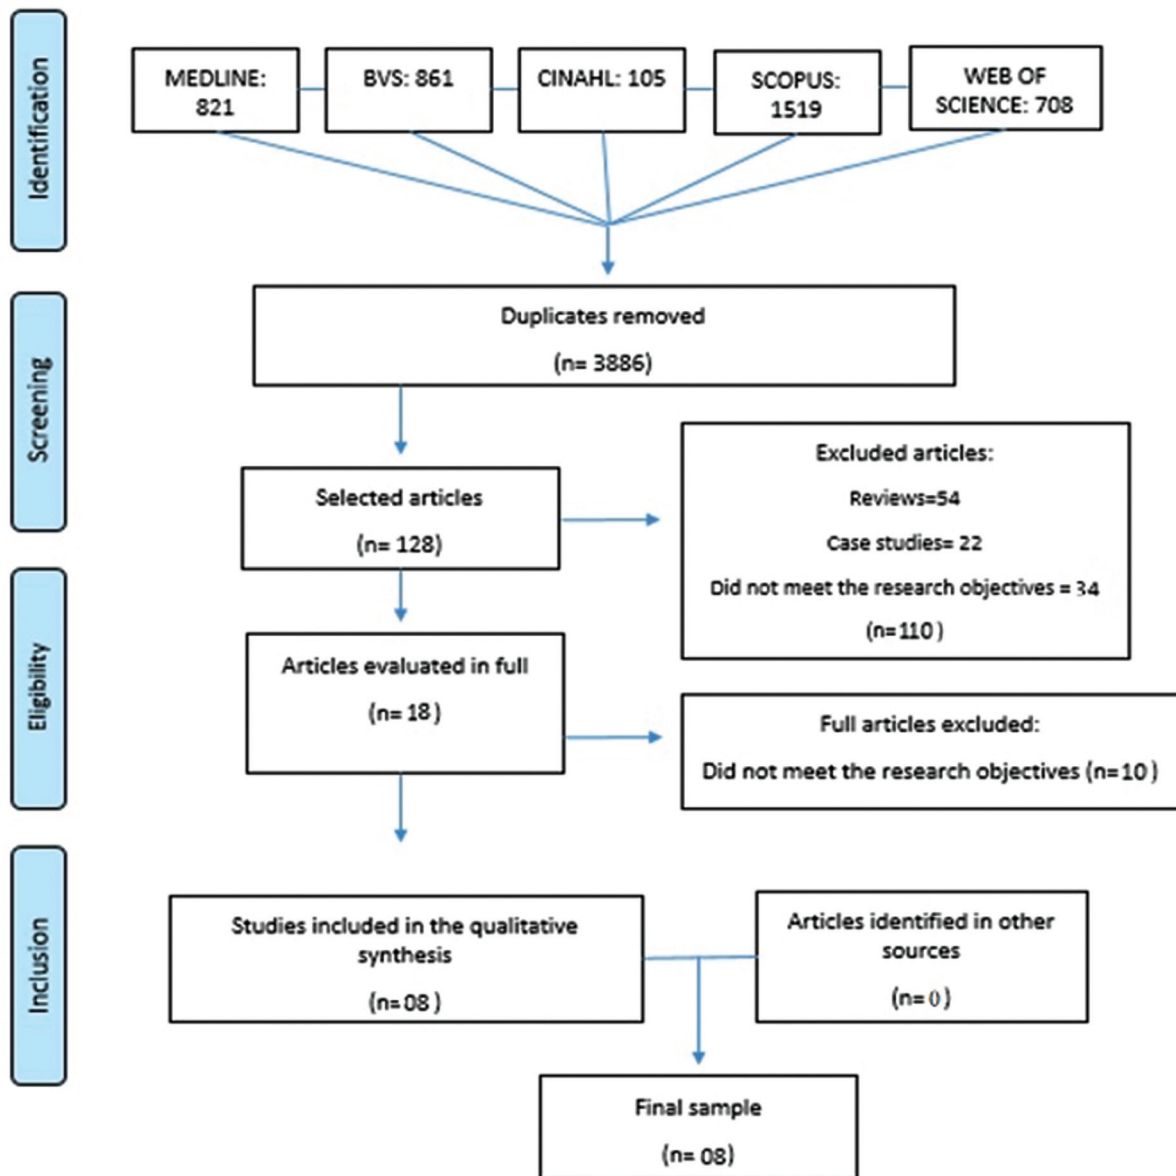 Identification
MEDLINE:
821
BVS: 861
CINAHL: 105
SCOPUS:
1519
WEB OF
SCIENCE: 708
Screening
Duplicates removed
(n= 3886)
Selected articles
(n= 128)
Excluded articles:
Reviews=54
Case studies= 22
Did not meet the research objectives = 34
(n=110 )
Eligibility
Articles evaluated in full
(n= 18 )
Full articles excluded:
Did not meet the research objectives (n=10 )
Inclusion
Studies included in the qualitative
synthesis
(n= 08 )
Articles identified in other
sources
(n= 0 )
Final sample
(n= 08)